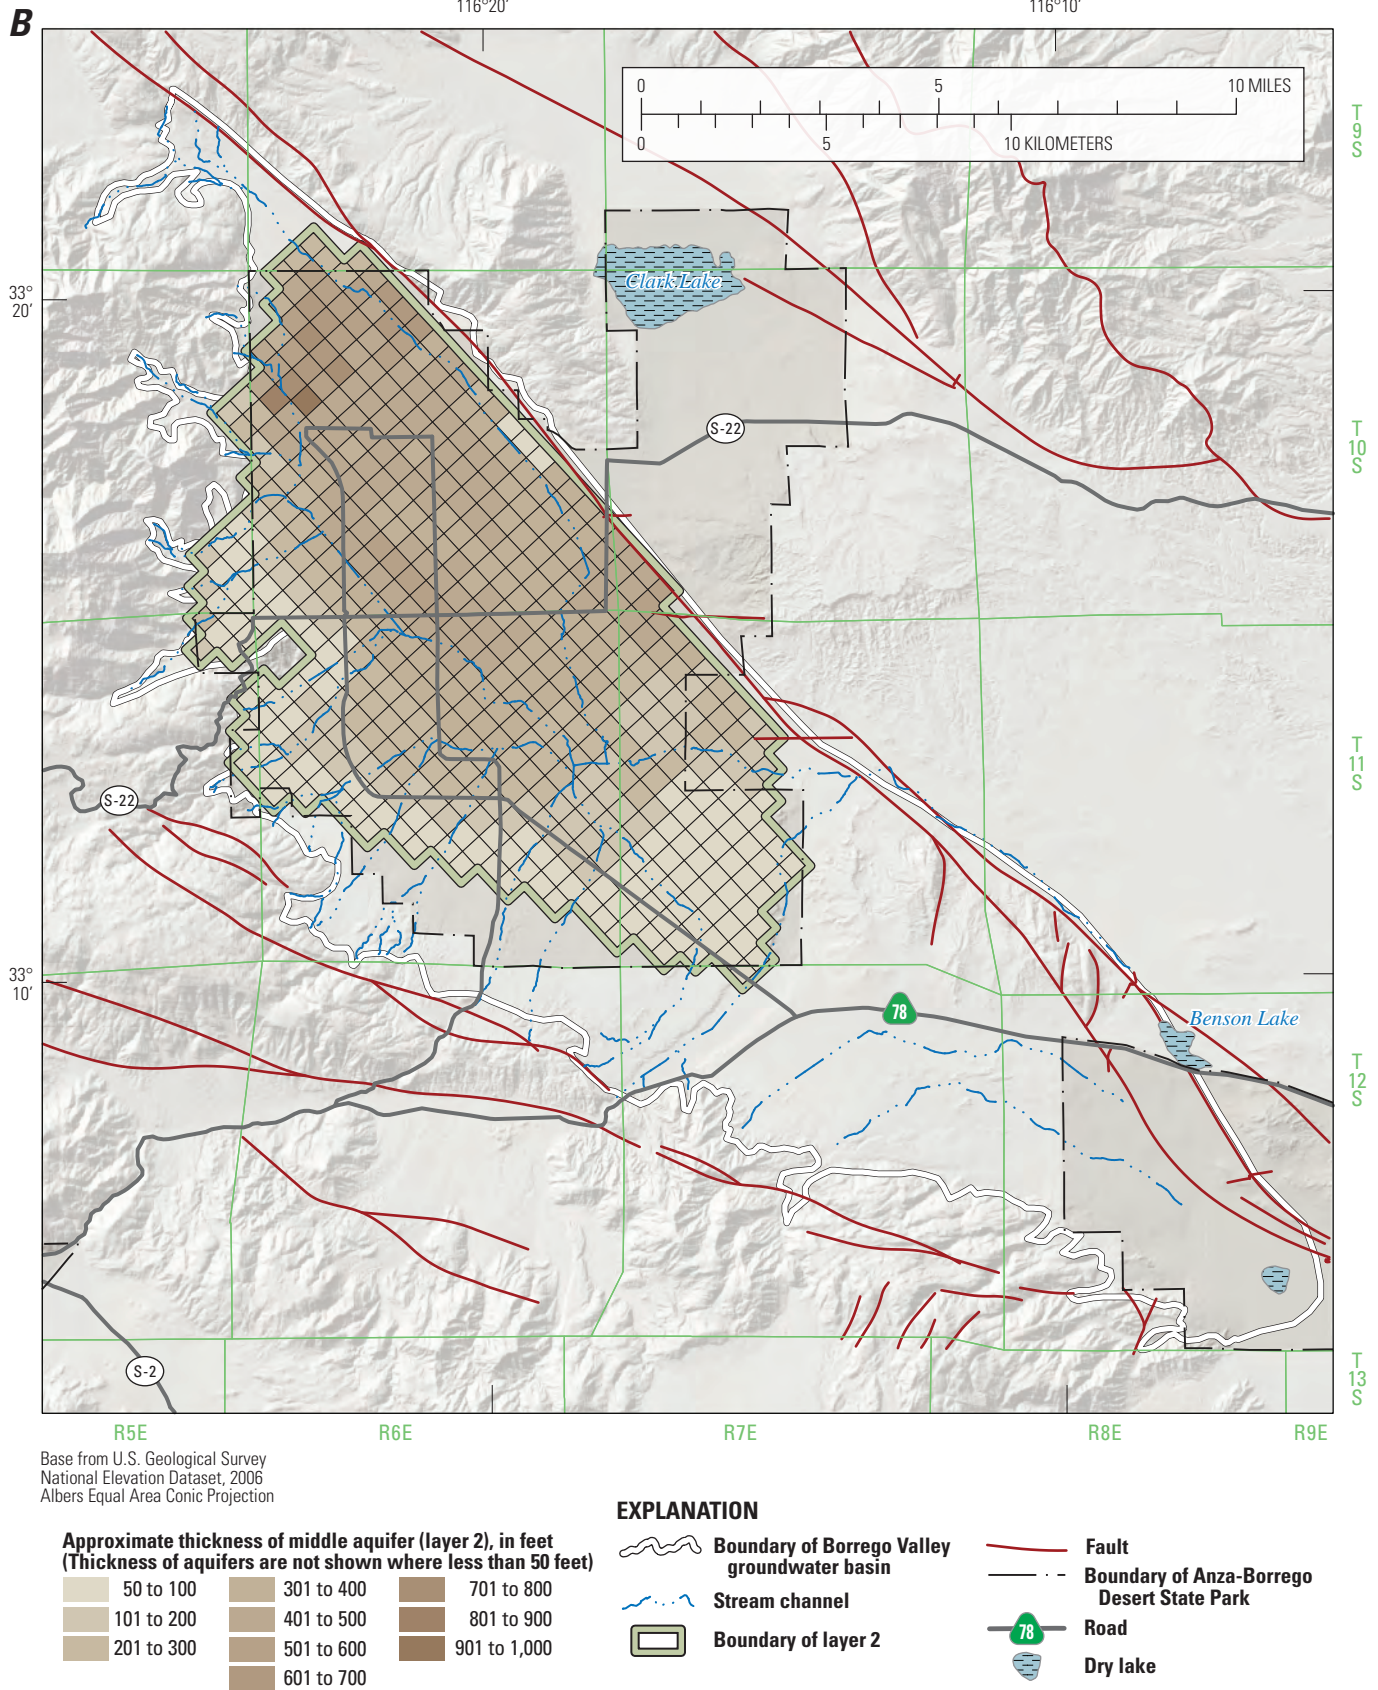 B
116°20'
116°10'
0
5
10 MILES
0
5
10 KILOMETERS
T
9
S
Clark Lake
33°
20'
S-22
T
10
S
T
11
S
S-22
33°
10'
78
Benson Lake
T
12
S
S-2
T
13
S
R5E
R6E
R7E
R8E
R9E
Base from U.S. Geological Survey
National Elevation Dataset, 2006
Albers Equal Area Conic Projection
EXPLANATION
Approximate thickness of middle aquifer (layer 2), in feet
(Thickness of aquifers are not shown where less than 50 feet)
50 to 100
101 to 200
201 to 300
301 to 400
401 to 500
501 to 600
601 to 700
701 to 800
801 to 900
901 to 1,000
Boundary of Borrego Valley
groundwater basin
Stream channel
Boundary of layer 2
Fault
Boundary of Anza-Borrego
Desert State Park
78
Road
Dry lake